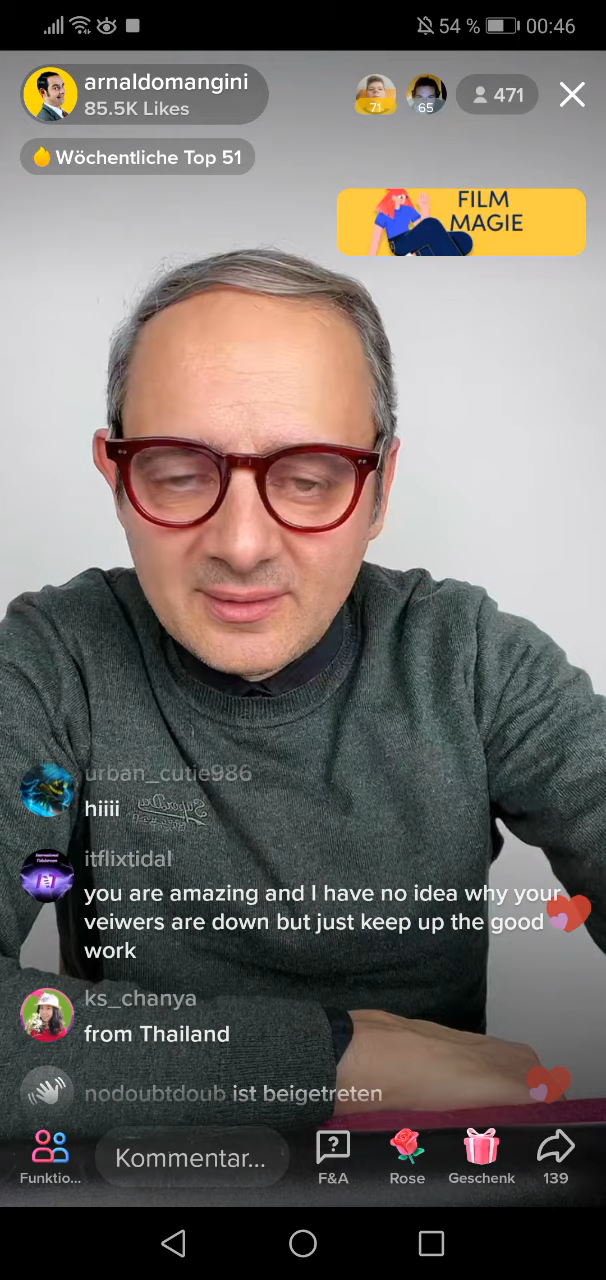 54 % 00:46
arnaldomangini
85.5K Likes
71
65
471
Wöchentliche Top 51
FILM
MAGIE
urban_cutie986
hiiii
itflixtidal
you are amazing and I have no idea why your
veiwers are down but just keep up the good
work
ks_chanya
from Thailand
nodoubtdoub ist beigetreten
Kommentar...
Funktio...
F&A
Rose
Geschenk
139